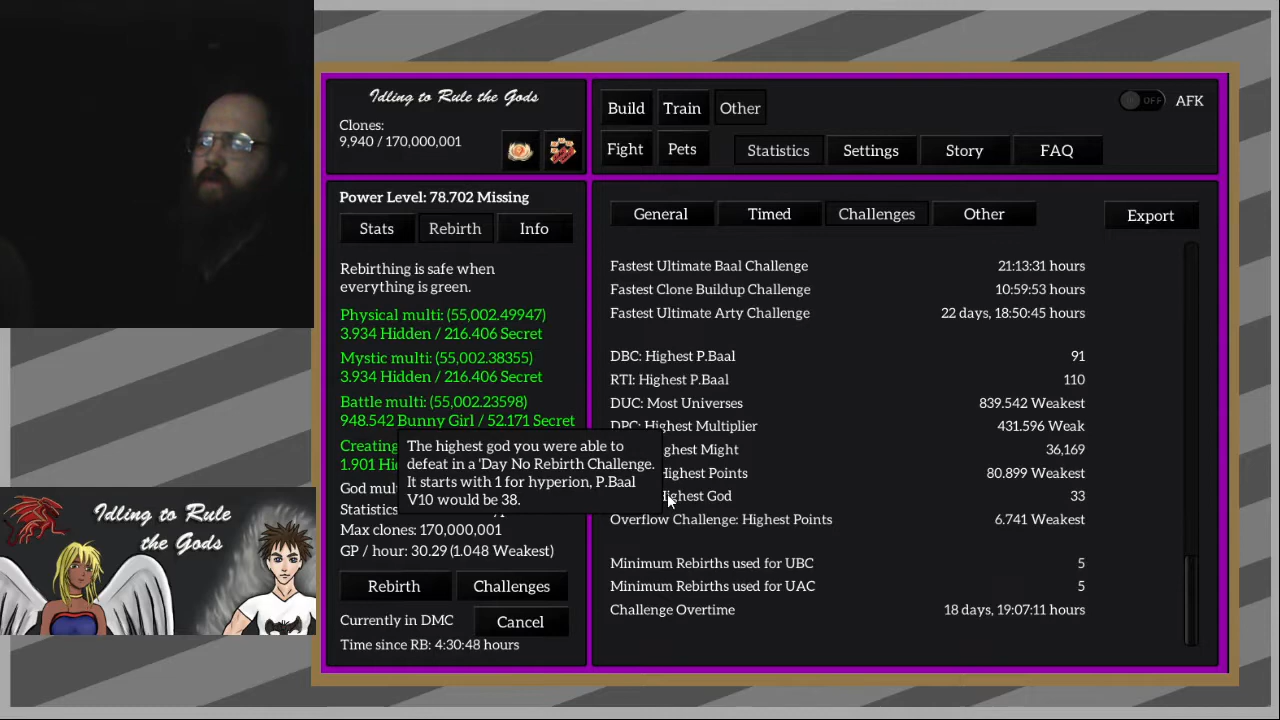 Idling to Rule the Gods
Clones:
9,940 / 170,000,001
Build
Train
Other
Fight
Pets
Statistics
Settings
Story
FAQ
OFF
AFK
Power Level: 78.702 Missing
Stats
Rebirth
Info
Rebirthing is safe when
everything is green.
Physical multi: (55,002.49947)
3.934 Hidden / 216.406 Secret
Mystic multi: (55,002.38355)
3.934 Hidden / 216.406 Secret
Battle multi: (55,002.23598)
948.542 Bunny Girl / 52.171 Secret
Creating
1.901 Hi
God mul
Statistics
Max clones: 170,000,001
GP / hour: 30.29 (1.048 Weakest)
Rebirth
Challenges
Currently in DMC
Cancel
Time since RB: 4:30:48 hours
The highest god you were able to
defeat in a 'Day No Rebirth Challenge.
It starts with 1 for hyperion, P.Baal
V10 would be 38.
General
Timed
Challenges
Other
Export
Fastest Ultimate Baal Challenge 21:13:31 hours
Fastest Clone Buildup Challenge 10:59:53 hours
Fastest Ultimate Arty Challenge 22 days, 18:50:45 hours
DBC: Highest P.Baal 91
RTI: Highest P.Baal 110
DUC: Most Universes 839.542 Weakest
DPC: Highest Multiplier 431.596 Weak
ghest Might 36,169
Highest Points 80.899 Weakest
ighest God 33
Overflow Challenge: Highest Points 6.741 Weakest
Minimum Rebirths used for UBC 5
Minimum Rebirths used for UAC 5
Challenge Overtime 18 days, 19:07:11 hours
Idling to Rule
the Gods